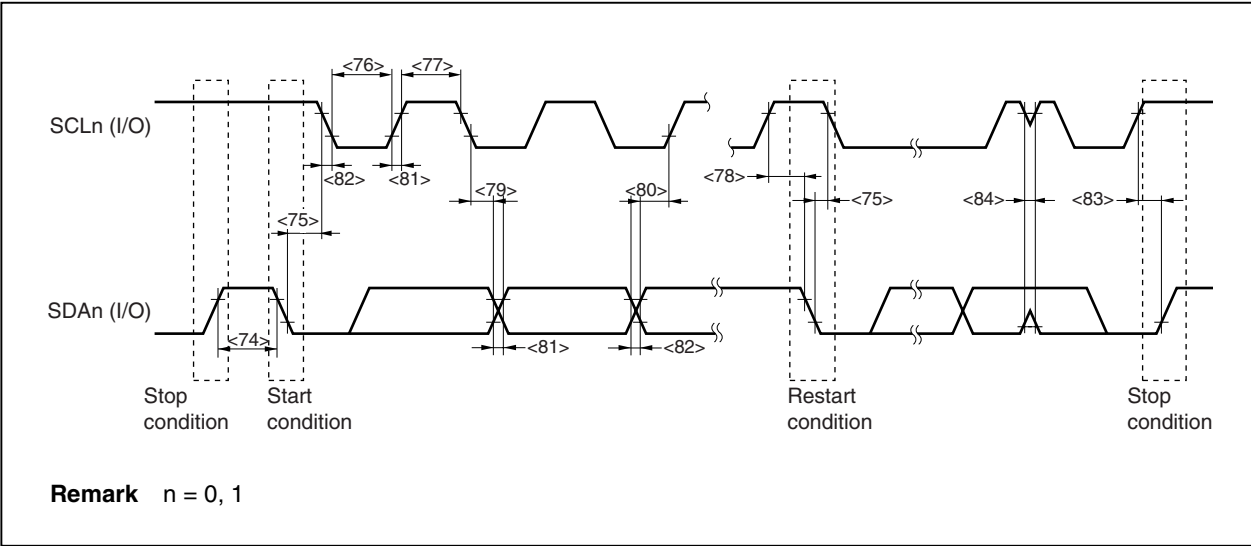 <76> <77>
SCLn (I/O)
<82> <81> <79> <80> <78> <75> <84> <83>
<75>
SDAn (I/O)
<74> <81> <82>
Stop condition
Start condition
Restart condition
Stop condition
Remark n = 0, 1